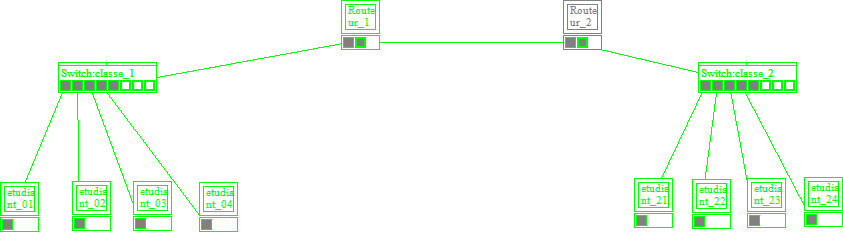 Route
ur_1
Route
ur_2
Switch:classe_1
Switch:classe_2
etudia
nt_01
etudia
nt_02
etudia
nt_03
etudia
nt_04
etudia
nt_21
etudia
nt_22
etudia
nt_23
etudia
nt_24